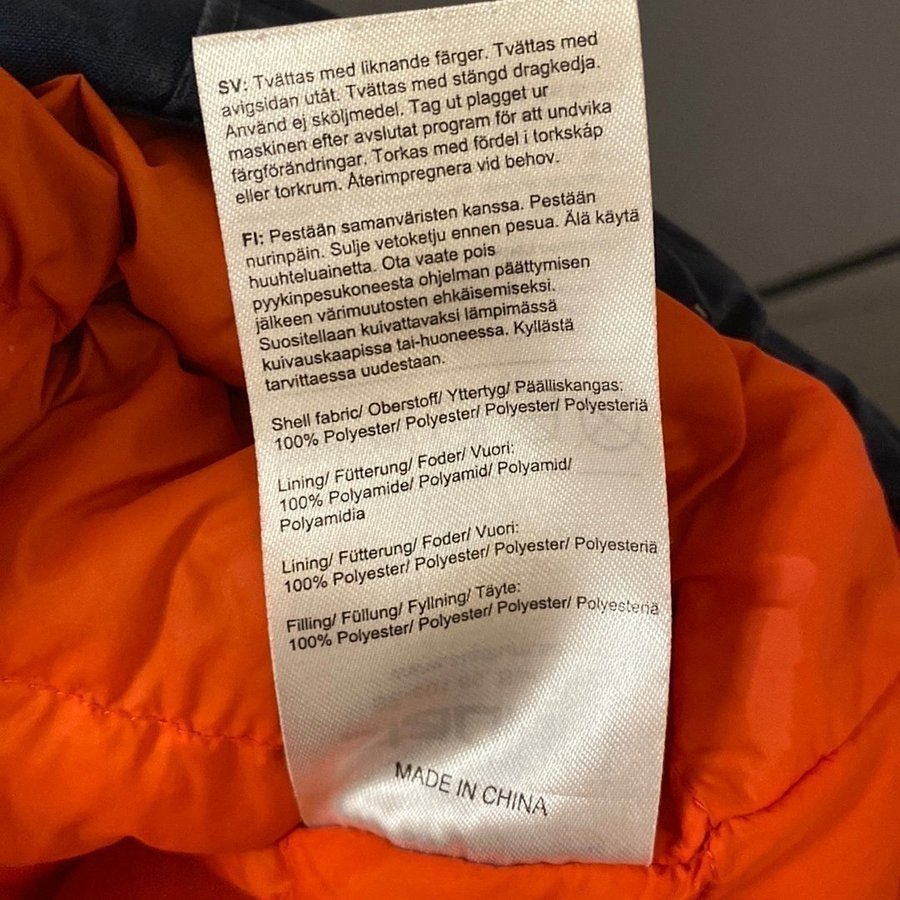 SV: Tvättas med liknande färger. Tvättas med
avigsidan utåt. Tvättas med stängd dragkedja.
Använd ej sköljmedel. Tag ut plagget ur
maskinen efter avslutat program för att undvika
färgförändringar. Torkas med fördel i torkskåp
eller torkrum. Återimpregnera vid behov.
FI: Pestään samanväristen kanssa. Pestään
nurinpäin. Sulje vetoketju ennen pesua. Älä käytä
huuhteluainetta. Ota vaate pois
pyykinpesukoneesta ohjelman päättymisen
jälkeen värimuutosten ehkäisemiseksi.
Suositellaan kuivattavaksi lämpimässä
kuivauskaapissa tai-huoneessa. Kyllästä
tarvittaessa uudestaan.
Shell fabric/ Oberstoff/ Yttertyg/ Päälliskangas:
100% Polyester/ Polyester/ Polyester/ Polyesteriä
Lining/ Fütterung/ Foder/ Vuori:
100% Polyamide/ Polyamid/ Polyamid/
Polyamidia
Lining/ Fütterung/ Foder/ Vuori:
100% Polyester/ Polyester/ Polyester/ Polyesteriä
Filling/ Füllung/ Fyllning/ Täyte:
100% Polyester/ Polyester/ Polyester/ Polyesteriä
MADE IN CHINA